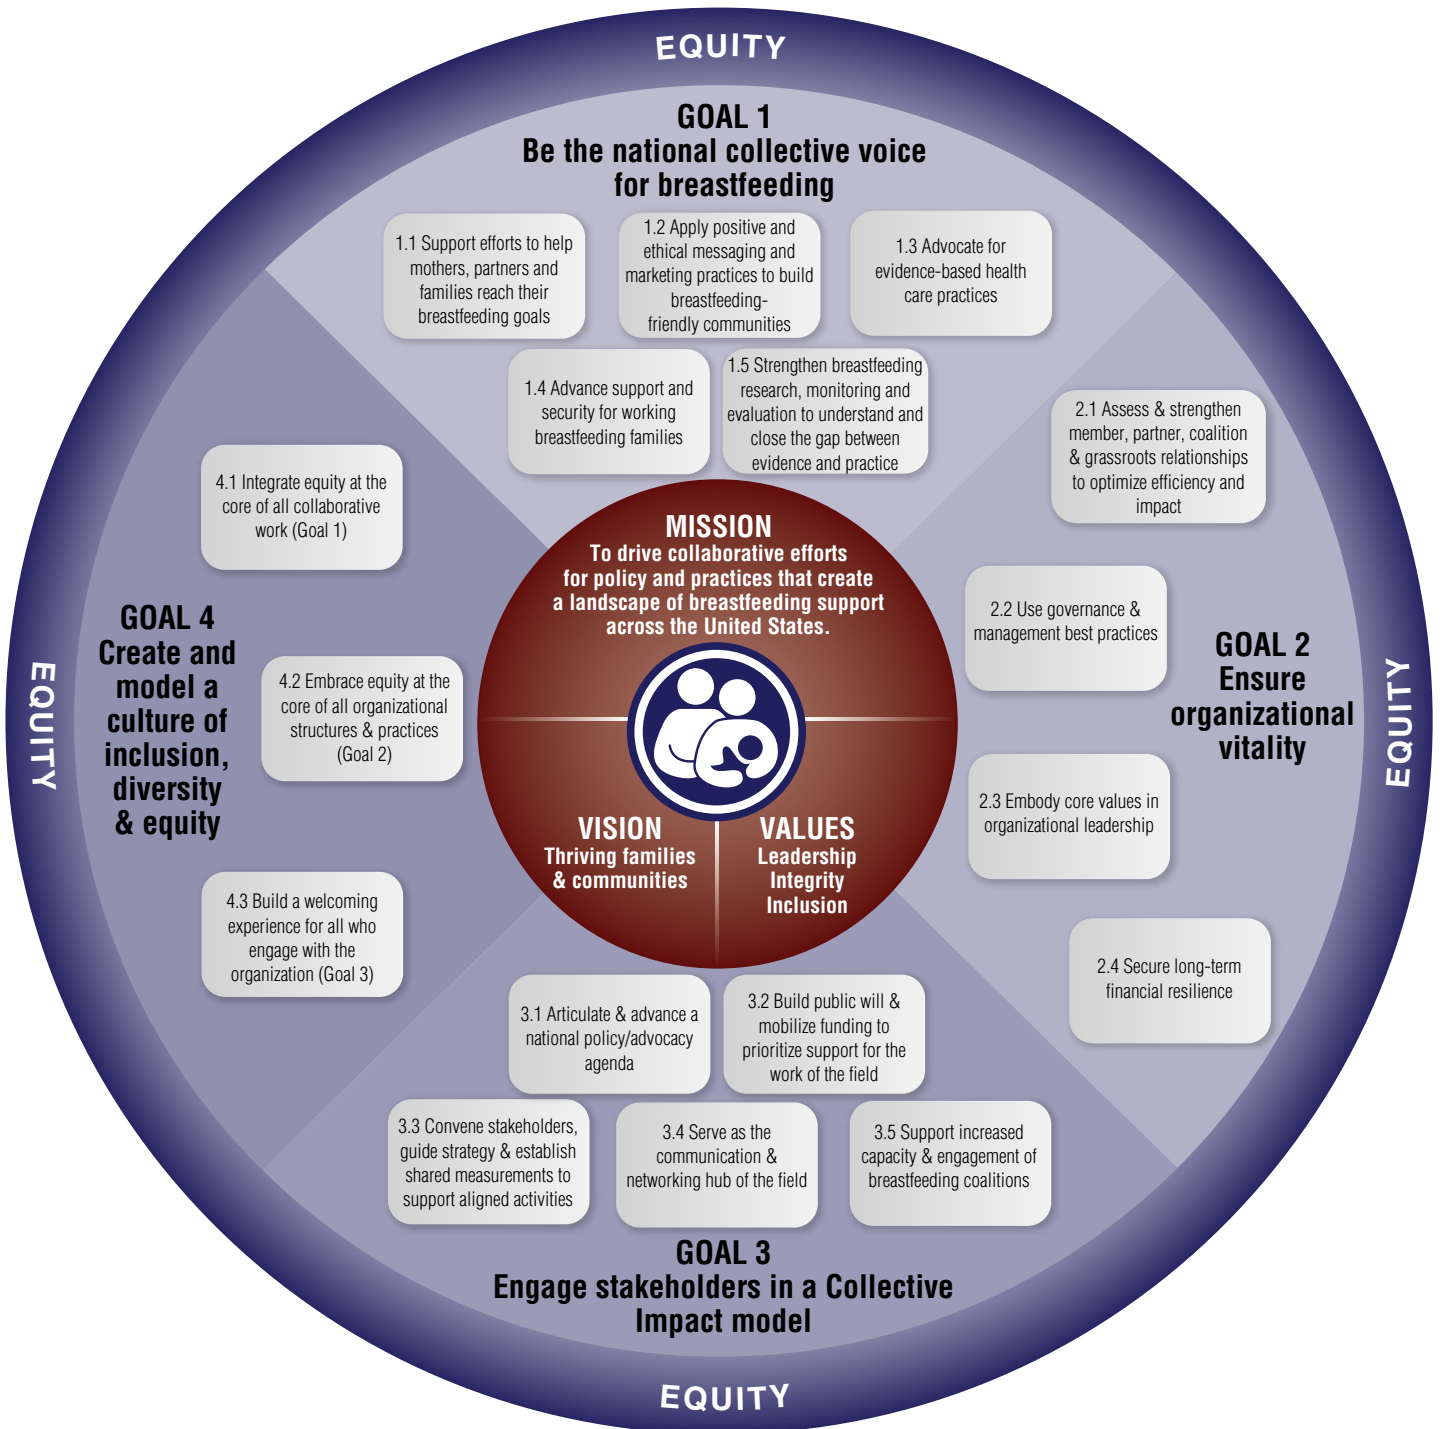 EQUITY
GOAL 1
Be the national collective voice
for breastfeeding
1.1 Support efforts to help
mothers, partners and
families reach their
breastfeeding goals
1.2 Apply positive and
ethical messaging and
marketing practices to build
breastfeeding-
friendly communities
1.3 Advocate for
evidence-based health
care practices
1.4 Advance support and
security for working
breastfeeding families
1.5 Strengthen breastfeeding
research, monitoring and
evaluation to understand and
close the gap between
evidence and practice
2.1 Assess & strengthen
member, partner, coalition
& grassroots relationships
to optimize efficiency and
impact
2.2 Use governance &
management best practices
GOAL 2
Ensure
organizational
vitality
EQUITY
2.3 Embody core values in
organizational leadership
2.4 Secure long-term
financial resilience
MISSION
To drive collaborative efforts
for policy and practices that create
a landscape of breastfeeding support
across the United States.
VISION
Thriving families
& communities
VALUES
Leadership
Integrity
Inclusion
4.1 Integrate equity at the
core of all collaborative
work (Goal 1)
GOAL 4
Create and
model a
culture of
inclusion,
diversity
& equity
EQUITY
4.2 Embrace equity at the
core of all organizational
structures & practices
(Goal 2)
4.3 Build a welcoming
experience for all who
engage with the
organization (Goal 3)
3.1 Articulate & advance a
national policy/advocacy
agenda
3.2 Build public will &
mobilize funding to
prioritize support for the
work of the field
3.3 Convene stakeholders,
guide strategy & establish
shared measurements to
support aligned activities
3.4 Serve as the
communication &
networking hub of the field
3.5 Support increased
capacity & engagement of
breastfeeding coalitions
GOAL 3
Engage stakeholders in a Collective
Impact model
EQUITY